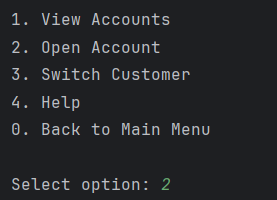 1. View Accounts
2. Open Account
3. Switch Customer
4. Help
0. Back to Main Menu
Select option: 2